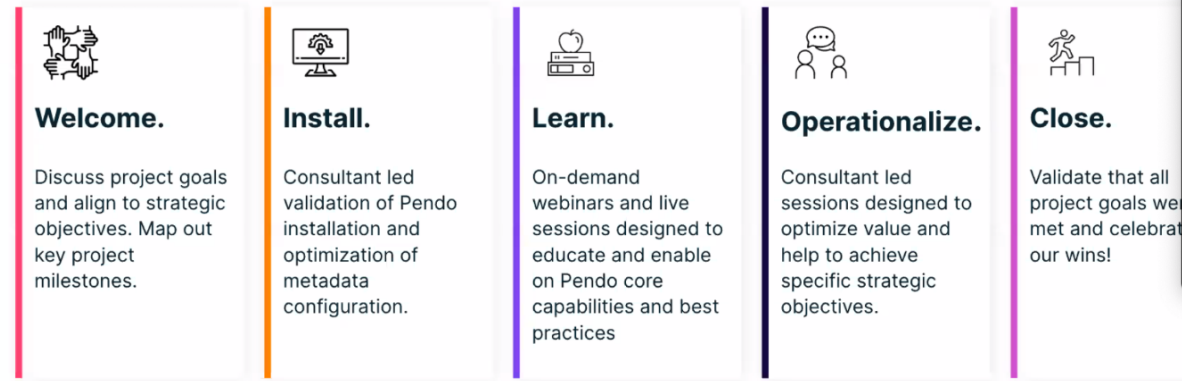 Welcome.
Discuss project goals
and align to strategic
objectives. Map out
key project
milestones.
Install.
Consultant led
validation of Pendo
installation and
optimization of
metadata
configuration.
Learn.
On-demand
webinars and live
sessions designed to
educate and enable
on Pendo core
capabilities and best
practices
Operationalize.
Consultant led
sessions designed to
optimize value and
help to achieve
specific strategic
objectives.
Close.
Validate that all
project goals
met and
our wins!